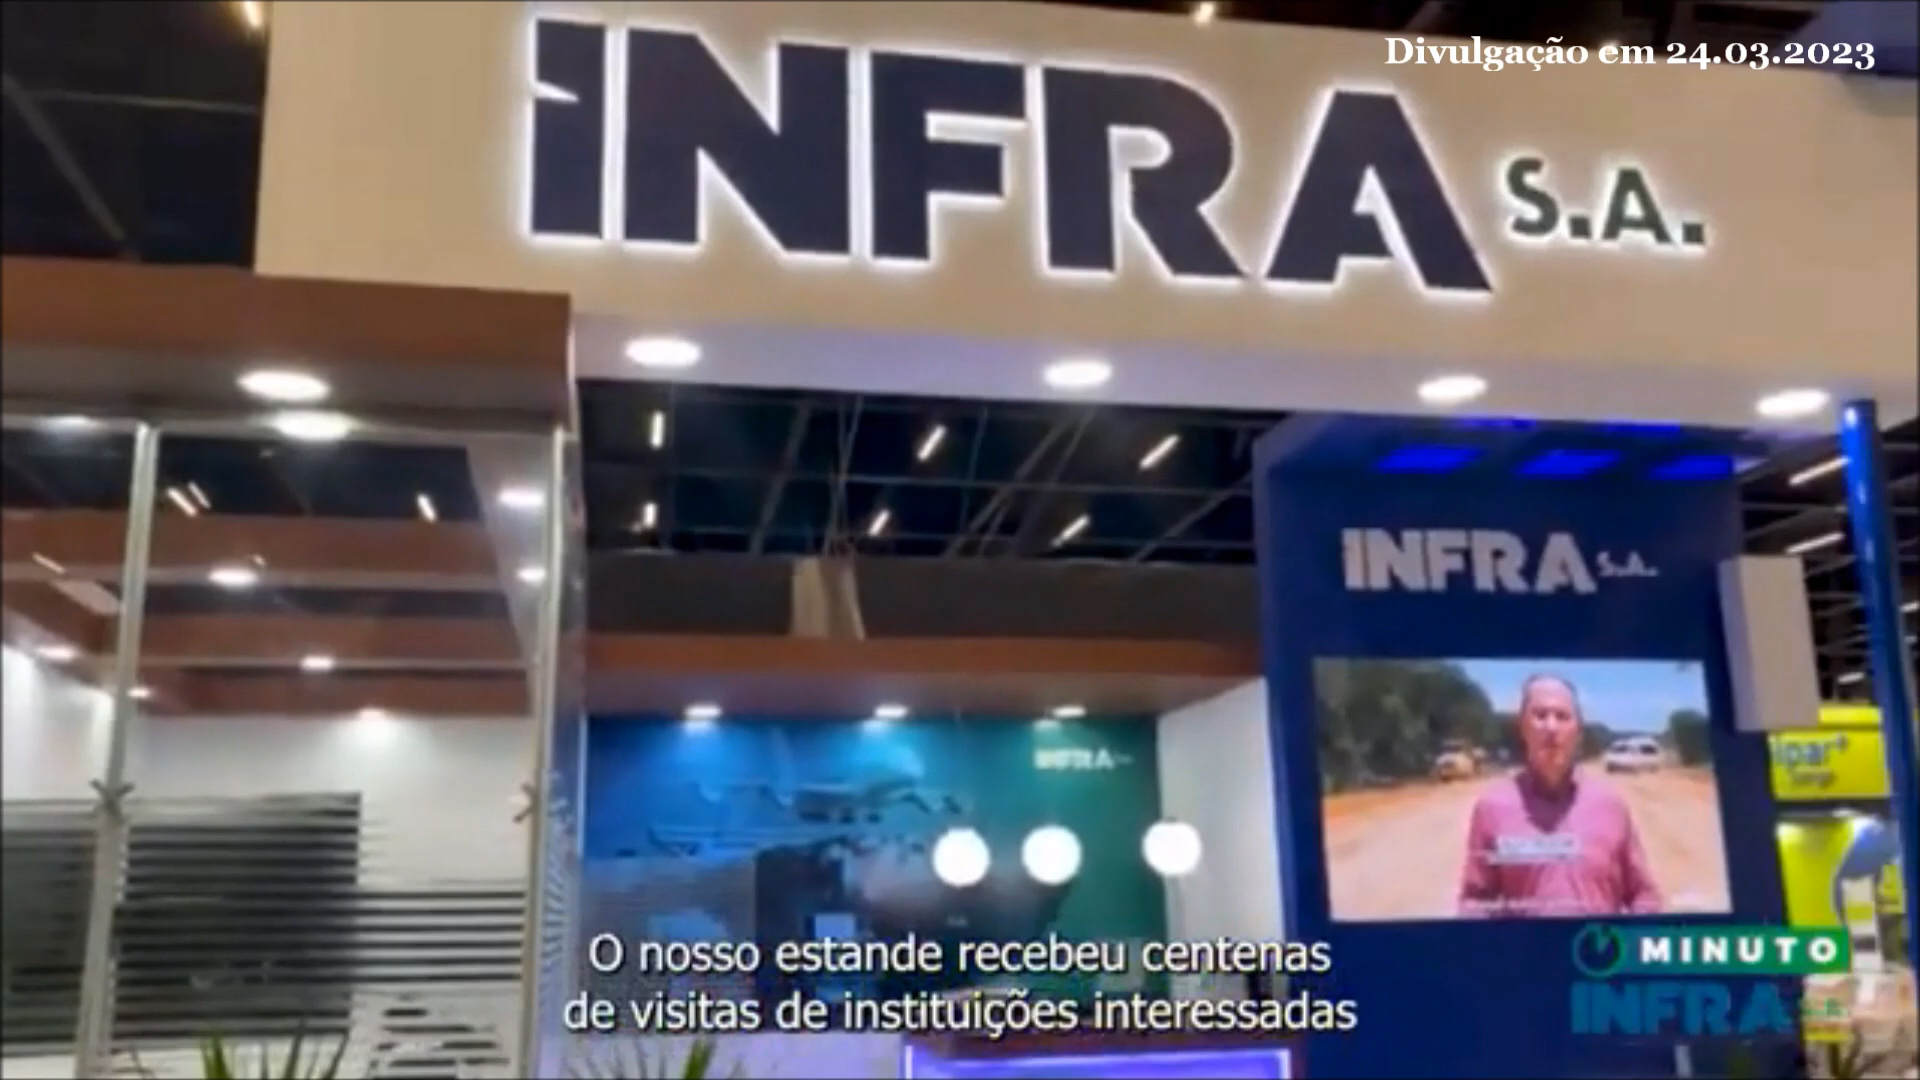 Divulgação em 24.03.2023
INFRA S.A.
INFRA S.A.
INFRA
O nosso estande recebeu centenas
de visitas de instituições interessadas
MINUTO
INFRA S.A.